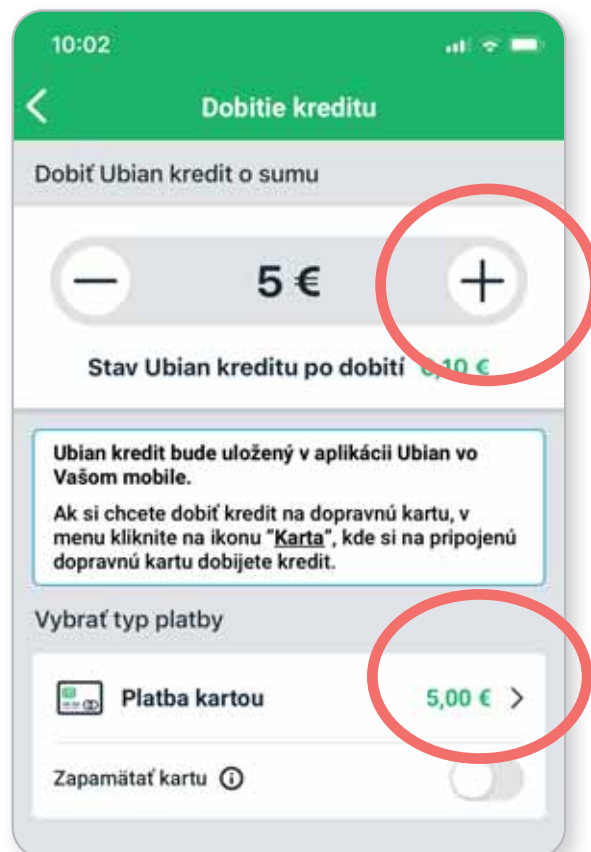 10:02
Dobitie kreditu
Dobiť Ubian kredit o sumu
5 €
Stav Ubian kreditu po dobití ,10 €
Ubian kredit bude uložený v aplikácii Ubian vo
Vašom mobile.
Ak si chcete dobiť kredit na dopravnú kartu, v
menu kliknite na ikonu "Karta", kde si na pripojenú
dopravnú kartu dobijete kredit.
Vybrať typ platby
Platba kartou 5,00 €
Zapamätať kartu